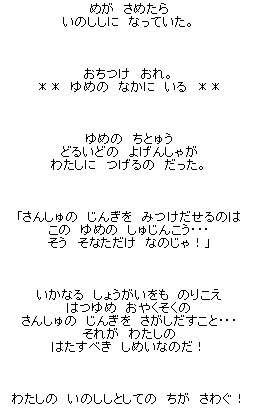 めが　さめたら
いのししに　なっていた。
おちつけ　おれ。
＊＊　ゆめの　なかに　いる　＊＊
ゆめの　ちとゅう
どるいどの　よげんしゃが
わたしに　つげるの　だった。
「さんしゅの　じんぎを　みつけだせるのは
この　ゆめの　しゅじんこう・・・
そう　そなただけ　なのじゃ！」
いかなる　しょうがいをも　のりこえ
はつゆめ　おやくそくの
さんしゅの　じんぎを　さがしだすこと・・・
それが　わたしの
はたすべき　しめいなのだ！
わたしの　いのししとしての　ちが　さわぐ！